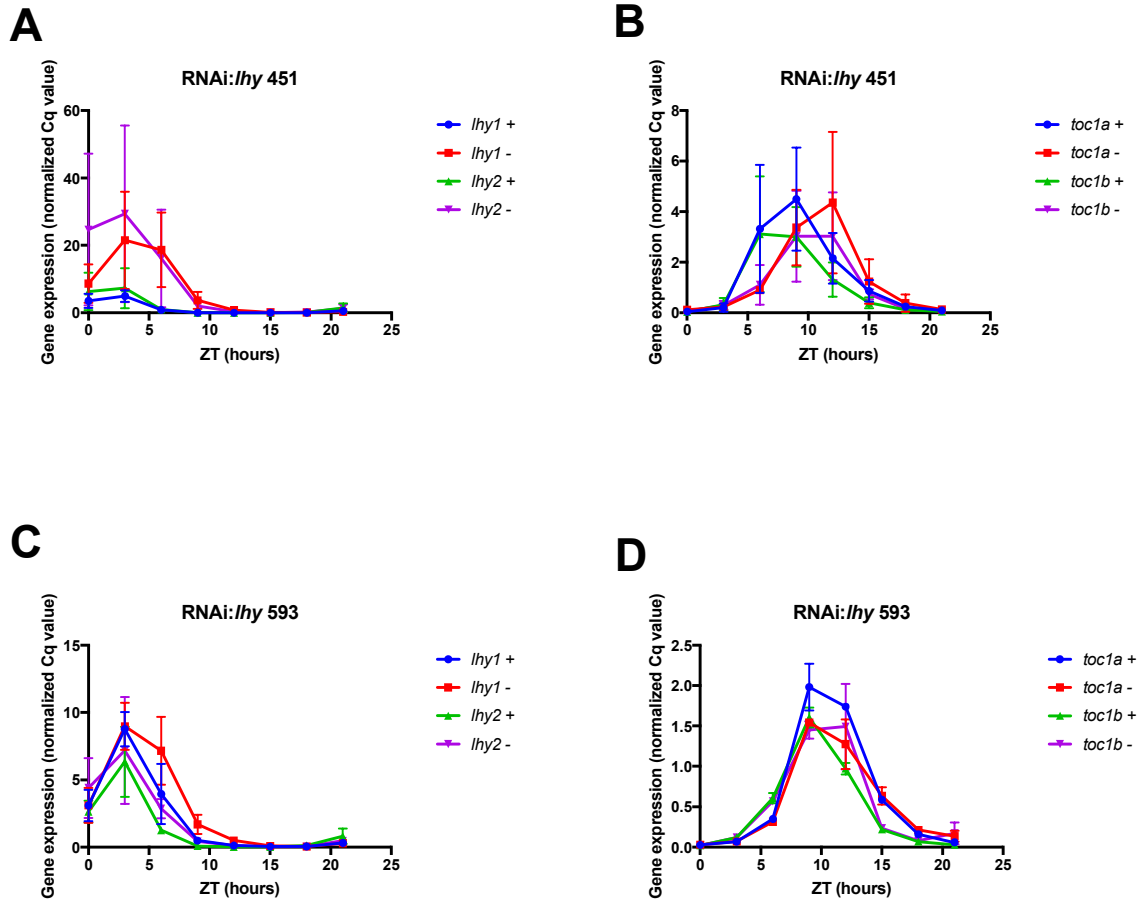 A
RNAi:lhy 451
Gene expression (normalized Cq value)
60
40
20
0
0 5 10 15 20 25
ZT (hours)
lhy1 +
lhy1 -
lhy2 +
lhy2 -
B
RNAi:lhy 451
Gene expression (normalized Cq value)
8
6
4
2
0
0 5 10 15 20 25
ZT (hours)
toc1a +
toc1a -
toc1b +
toc1b -
C
RNAi:lhy 593
Gene expression (normalized Cq value)
15
10
5
0
0 5 10 15 20 25
ZT (hours)
lhy1 +
lhy1 -
lhy2 +
lhy2 -
D
RNAi:lhy 593
Gene expression (normalized Cq value)
2.5
2.0
1.5
1.0
0.5
0.0
0 5 10 15 20 25
ZT (hours)
toc1a +
toc1a -
toc1b +
toc1b -